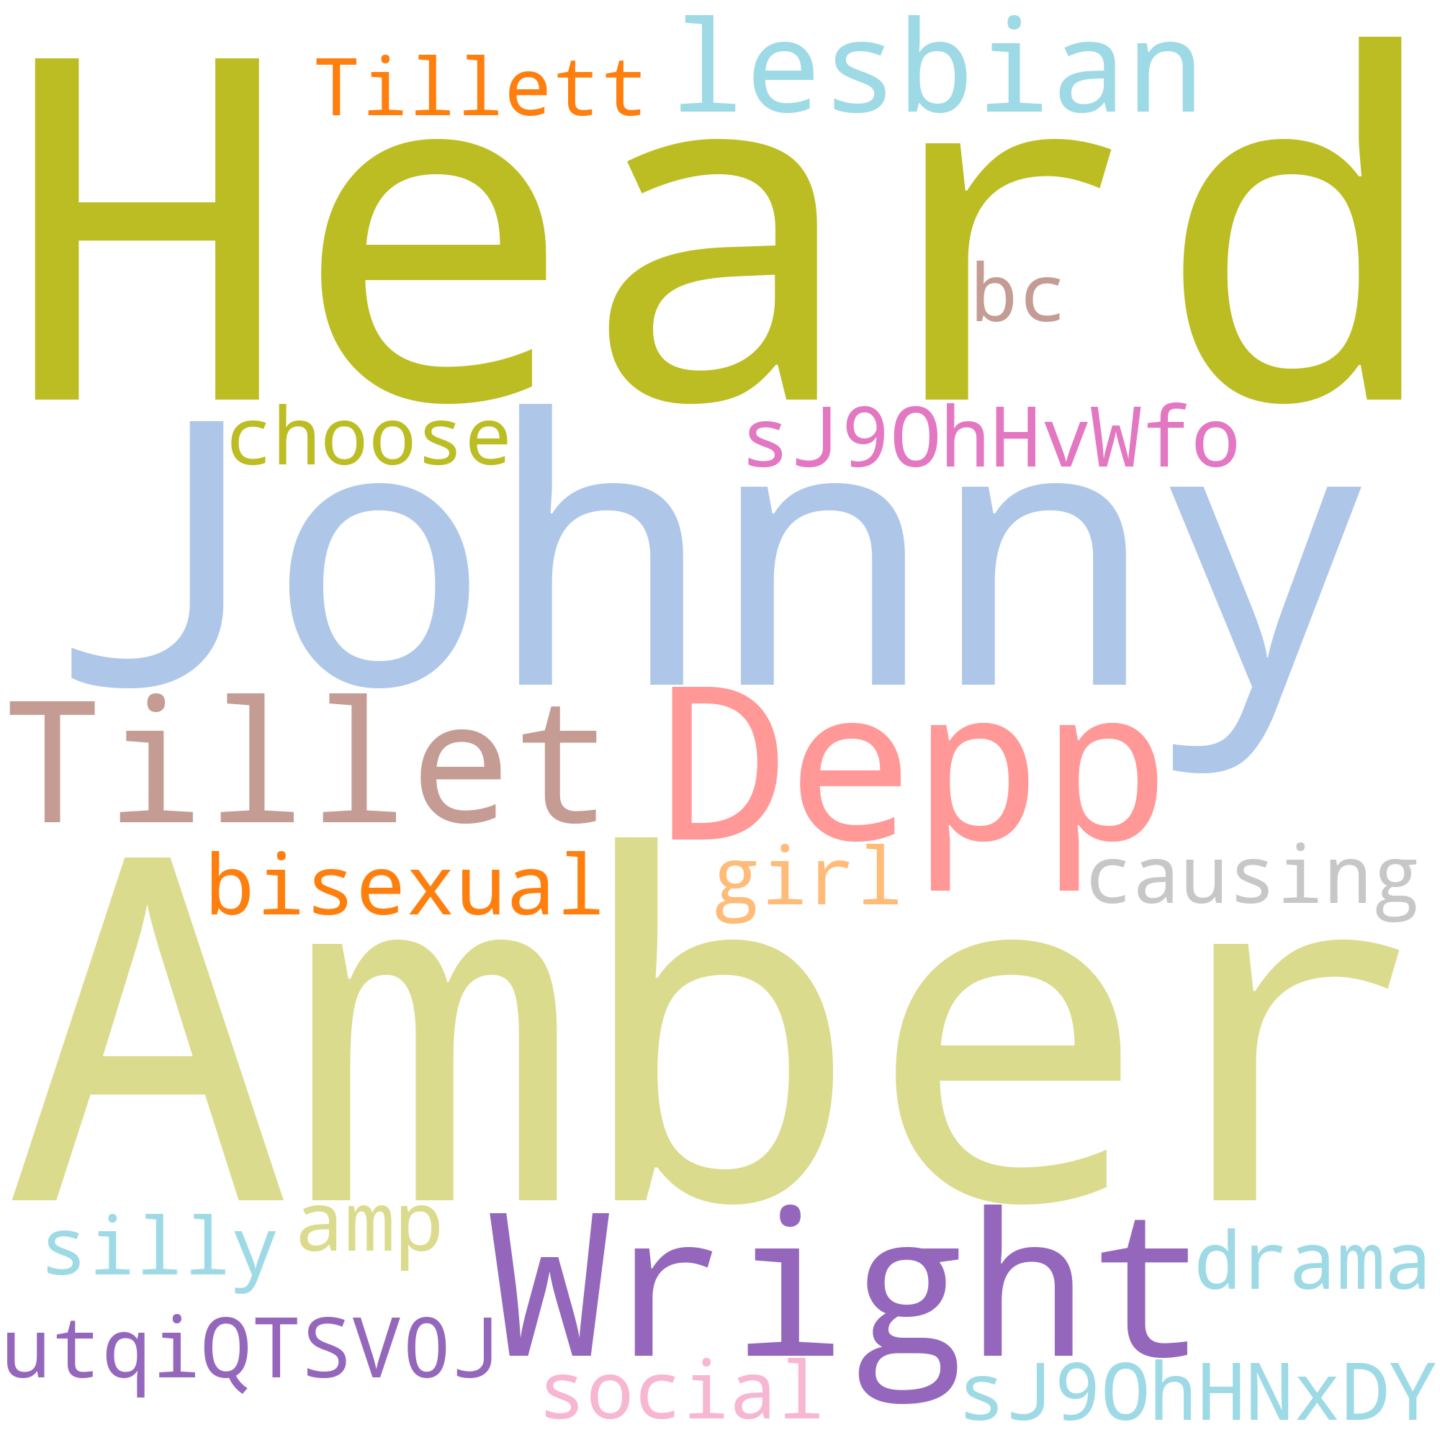 lesbian
Tillett
Heard
bc
choose
sJ9OhHvWfo
Johnny
Tillet
Depp
bisexual
girl
causing
Amber
silly
amp
Wright
drama
utqiQTSV0J
social
sJ9OhHNxDY